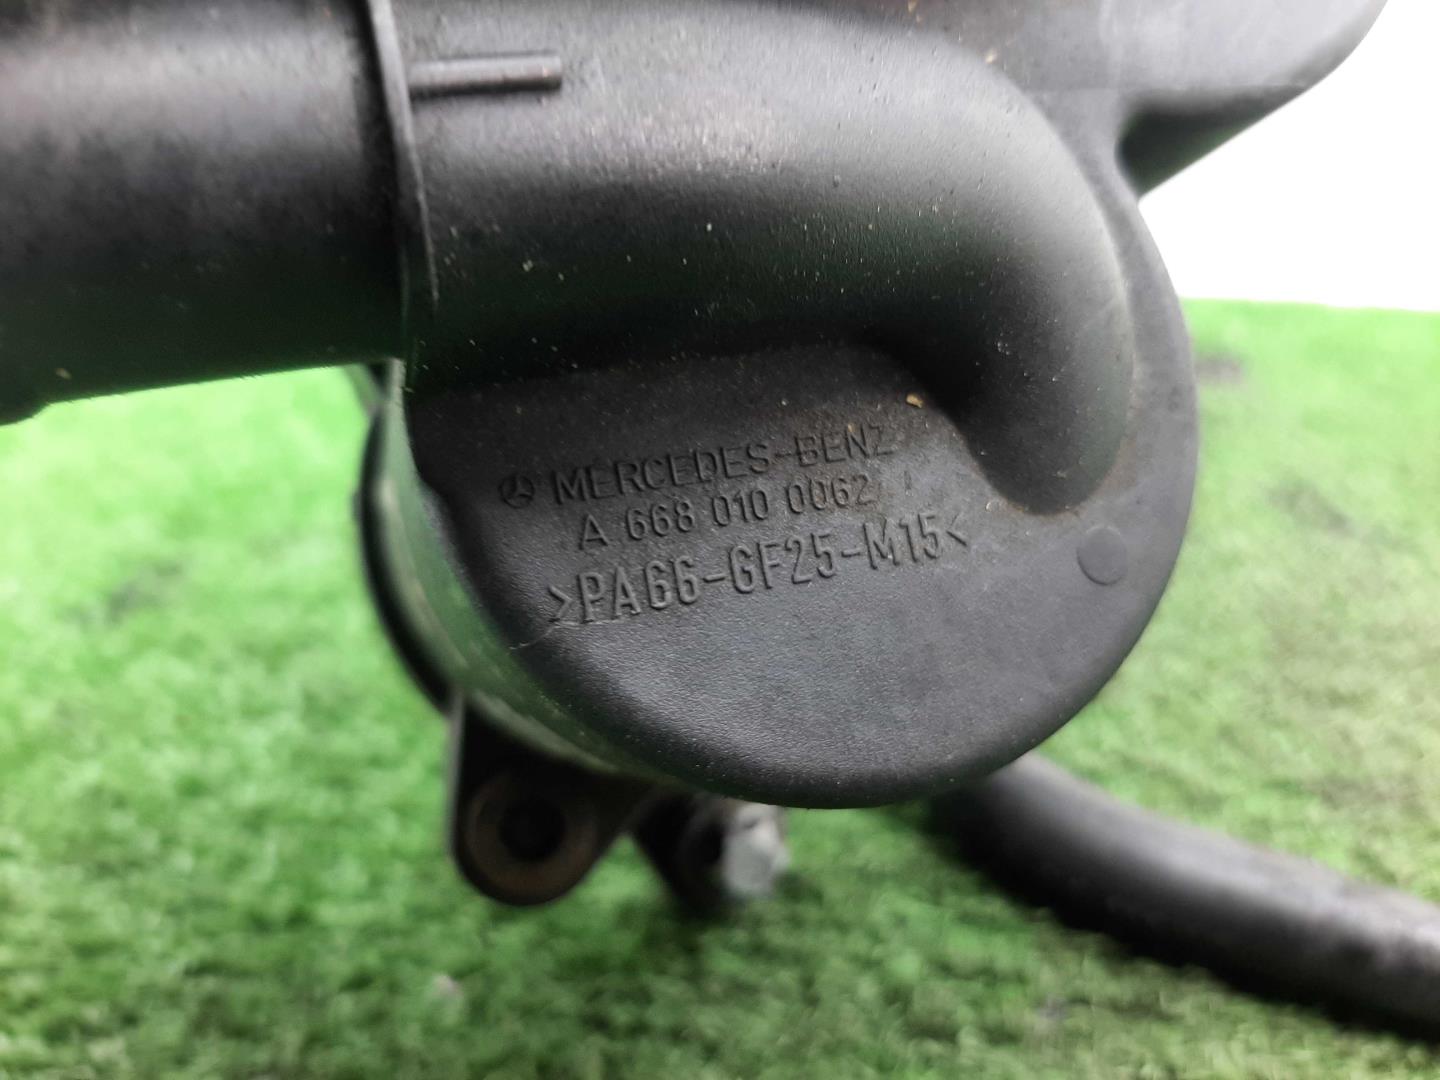 MERCEDES-BENZ
A 668 010 0062
>PA66-GF25-M15<